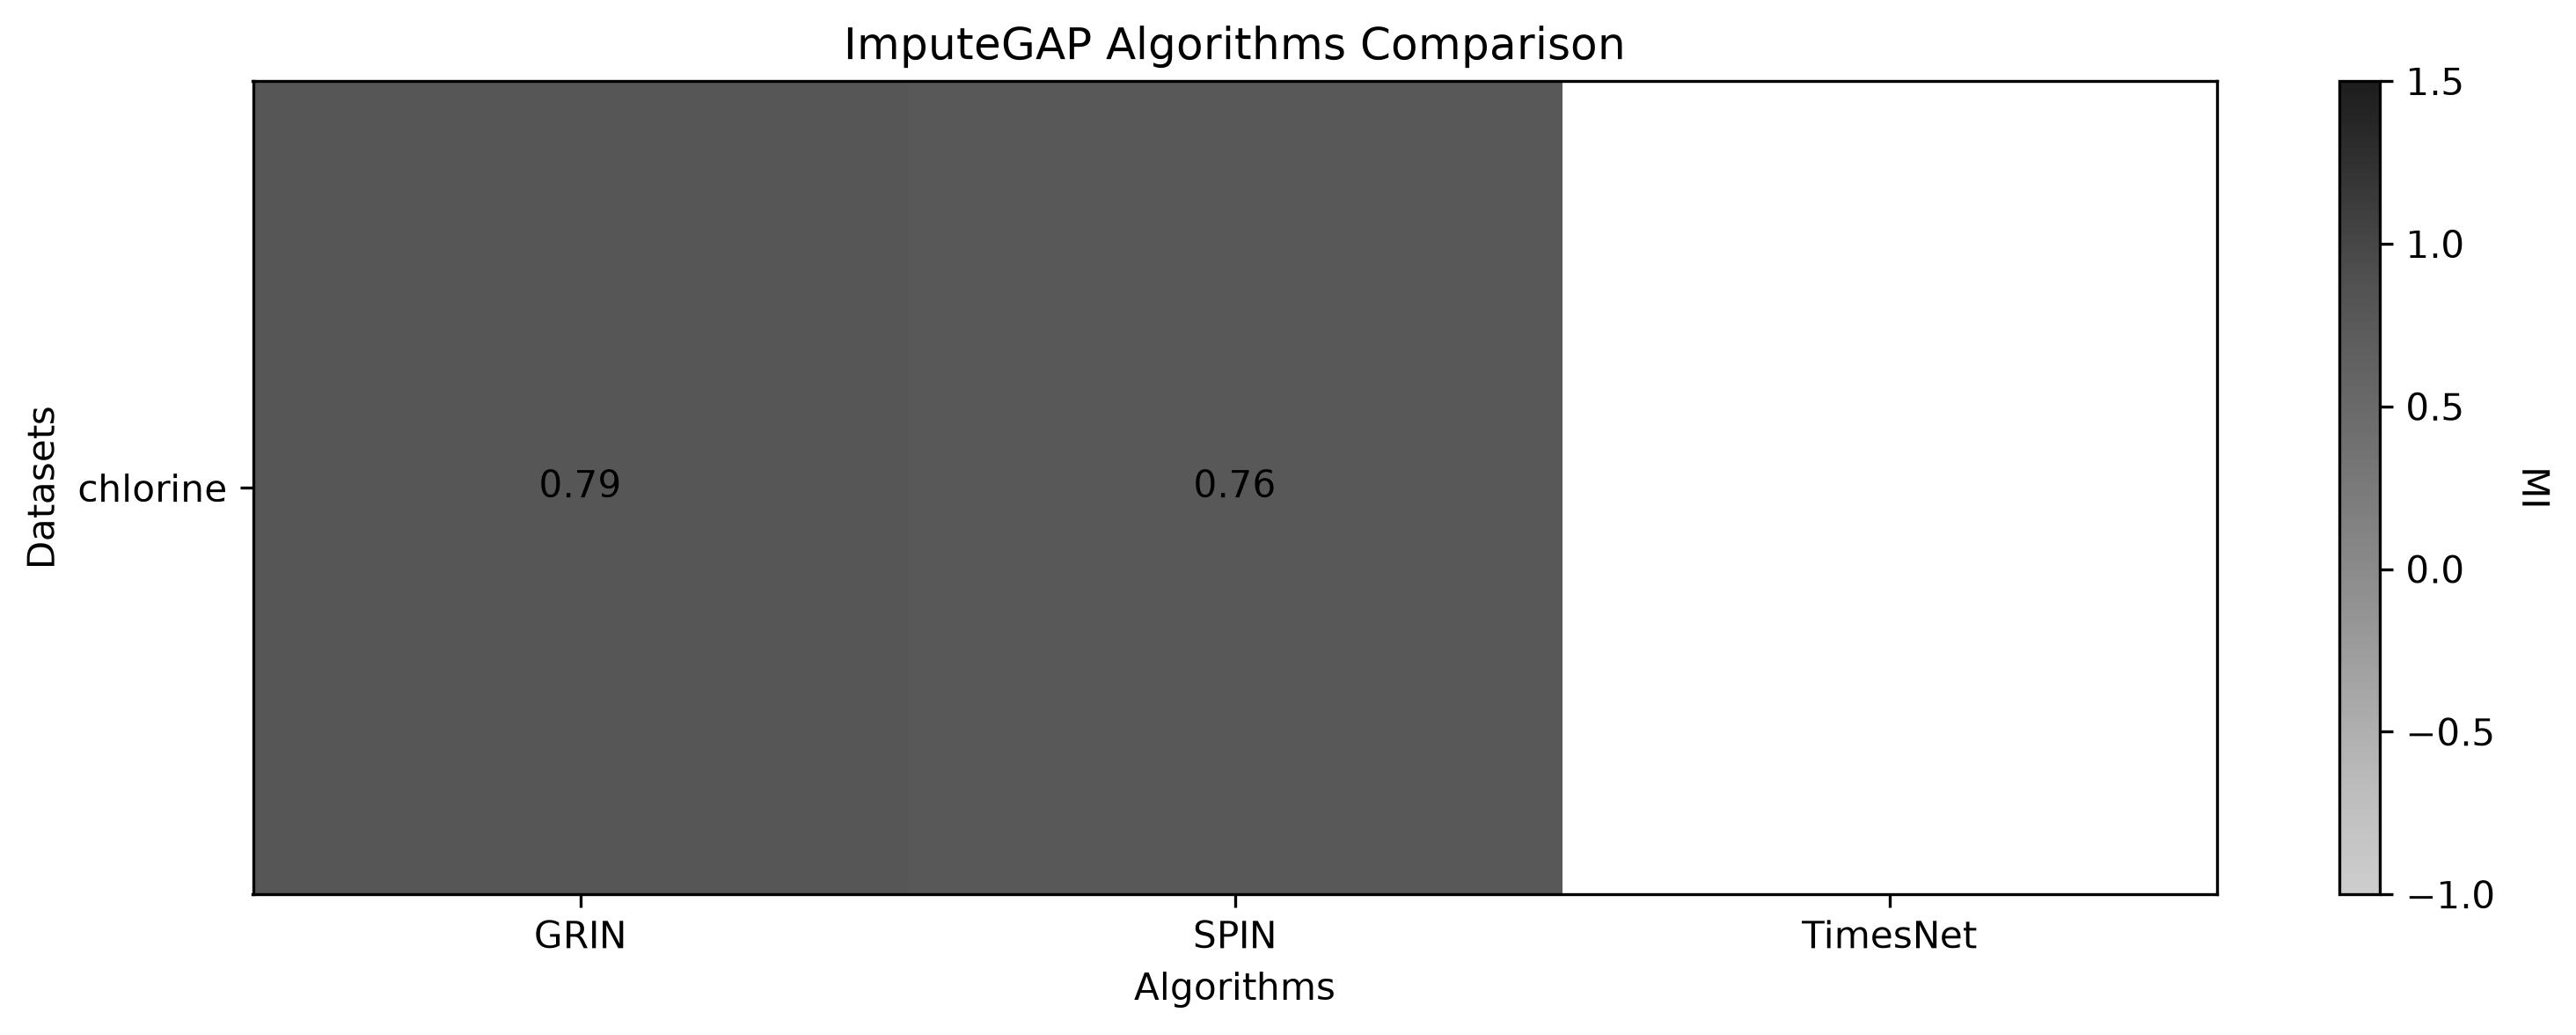 ImputeGAP Algorithms Comparison
Datasets
chlorine
0.79
0.76
GRIN
SPIN
TimesNet
Algorithms
1.5
1.0
0.5
0.0
−0.5
−1.0
MI